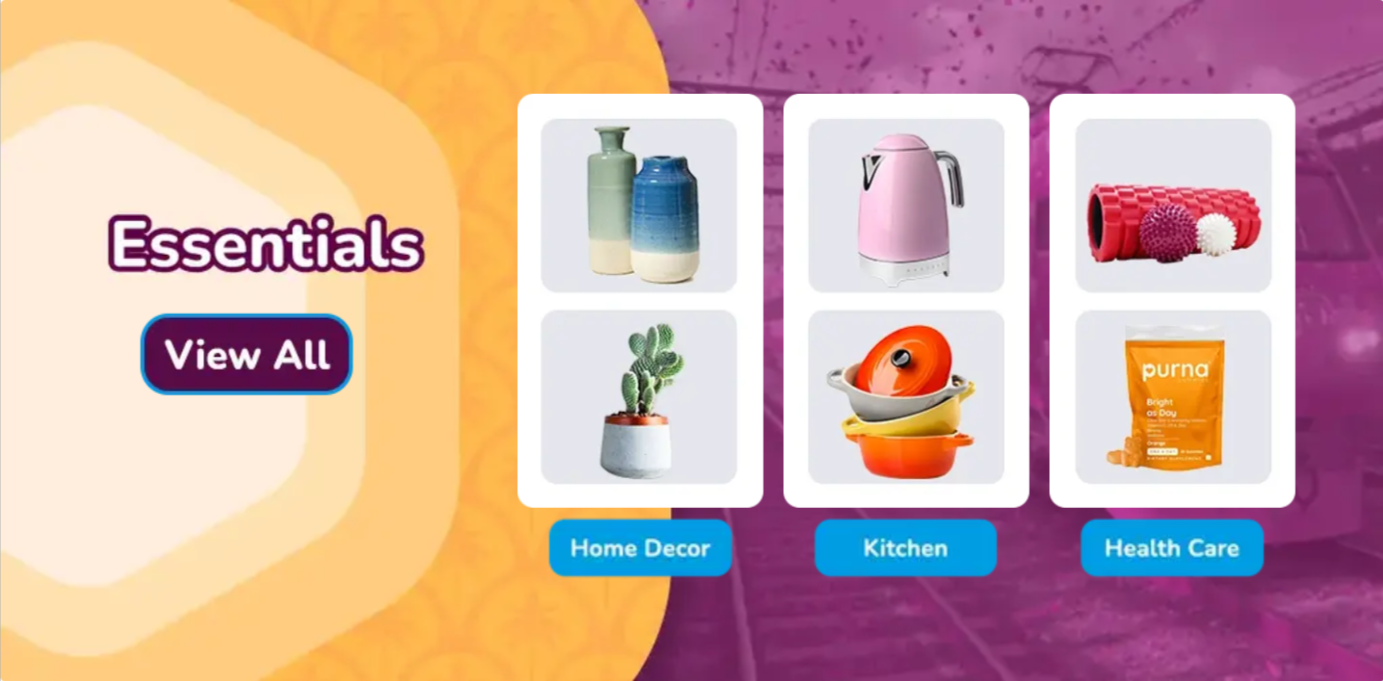 Essentials
View All
purna
Bright
as Day
Orange
Home Decor
Kitchen
Health Care